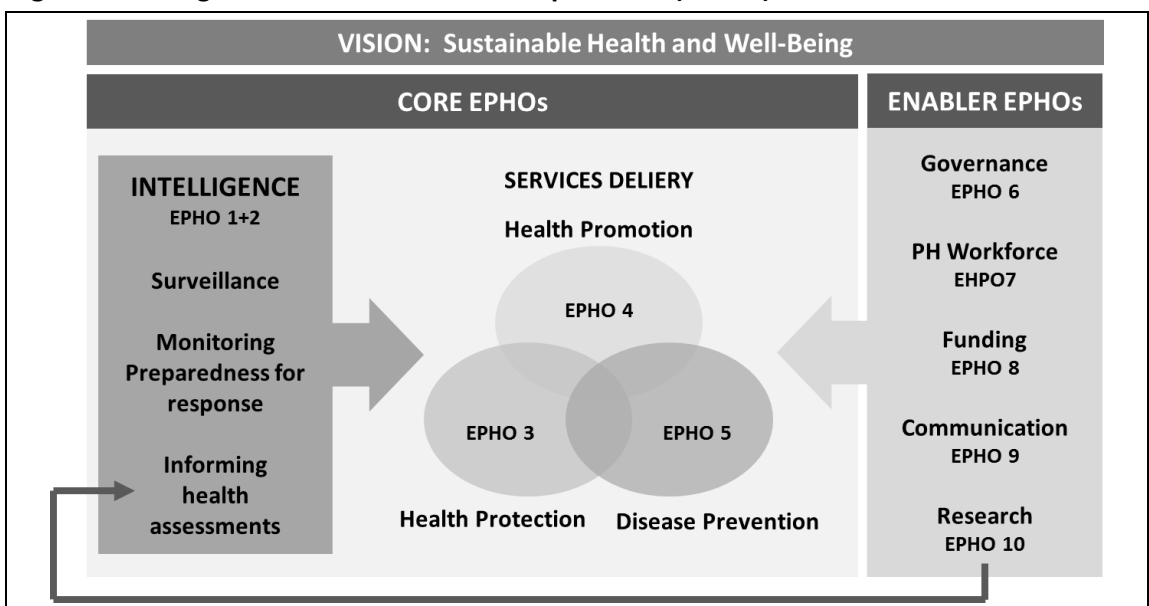 VISION: Sustainable Health and Well-Being
CORE EPHOs
ENABLER EPHOs
INTELLIGENCE
EPHO 1+2
Surveillance
Monitoring
Preparedness for
response
Informing
health
assessments
SERVICES DELIERY
Health Promotion
EPHO 4
EPHO 3
EPHO 5
Health Protection
Disease Prevention
Governance
EPHO 6
PH Workforce
EHPO7
Funding
EPHO 8
Communication
EPHO 9
Research
EPHO 10